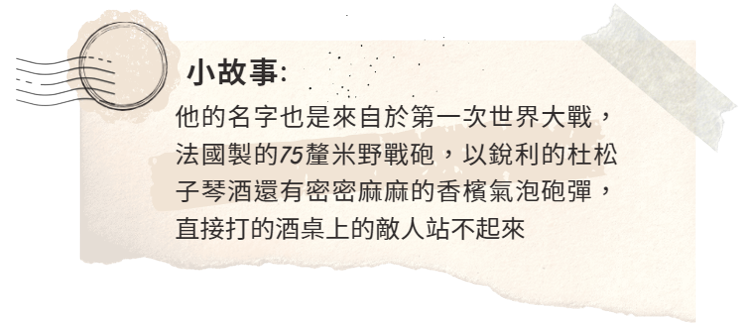 小故事:
他的名字也是來自於第一次世界大戰，
法國製的75釐米野戰砲，以銳利的杜松
子琴酒還有密密麻麻的香檳氣泡砲彈，
直接打的酒桌上的敵人站不起來